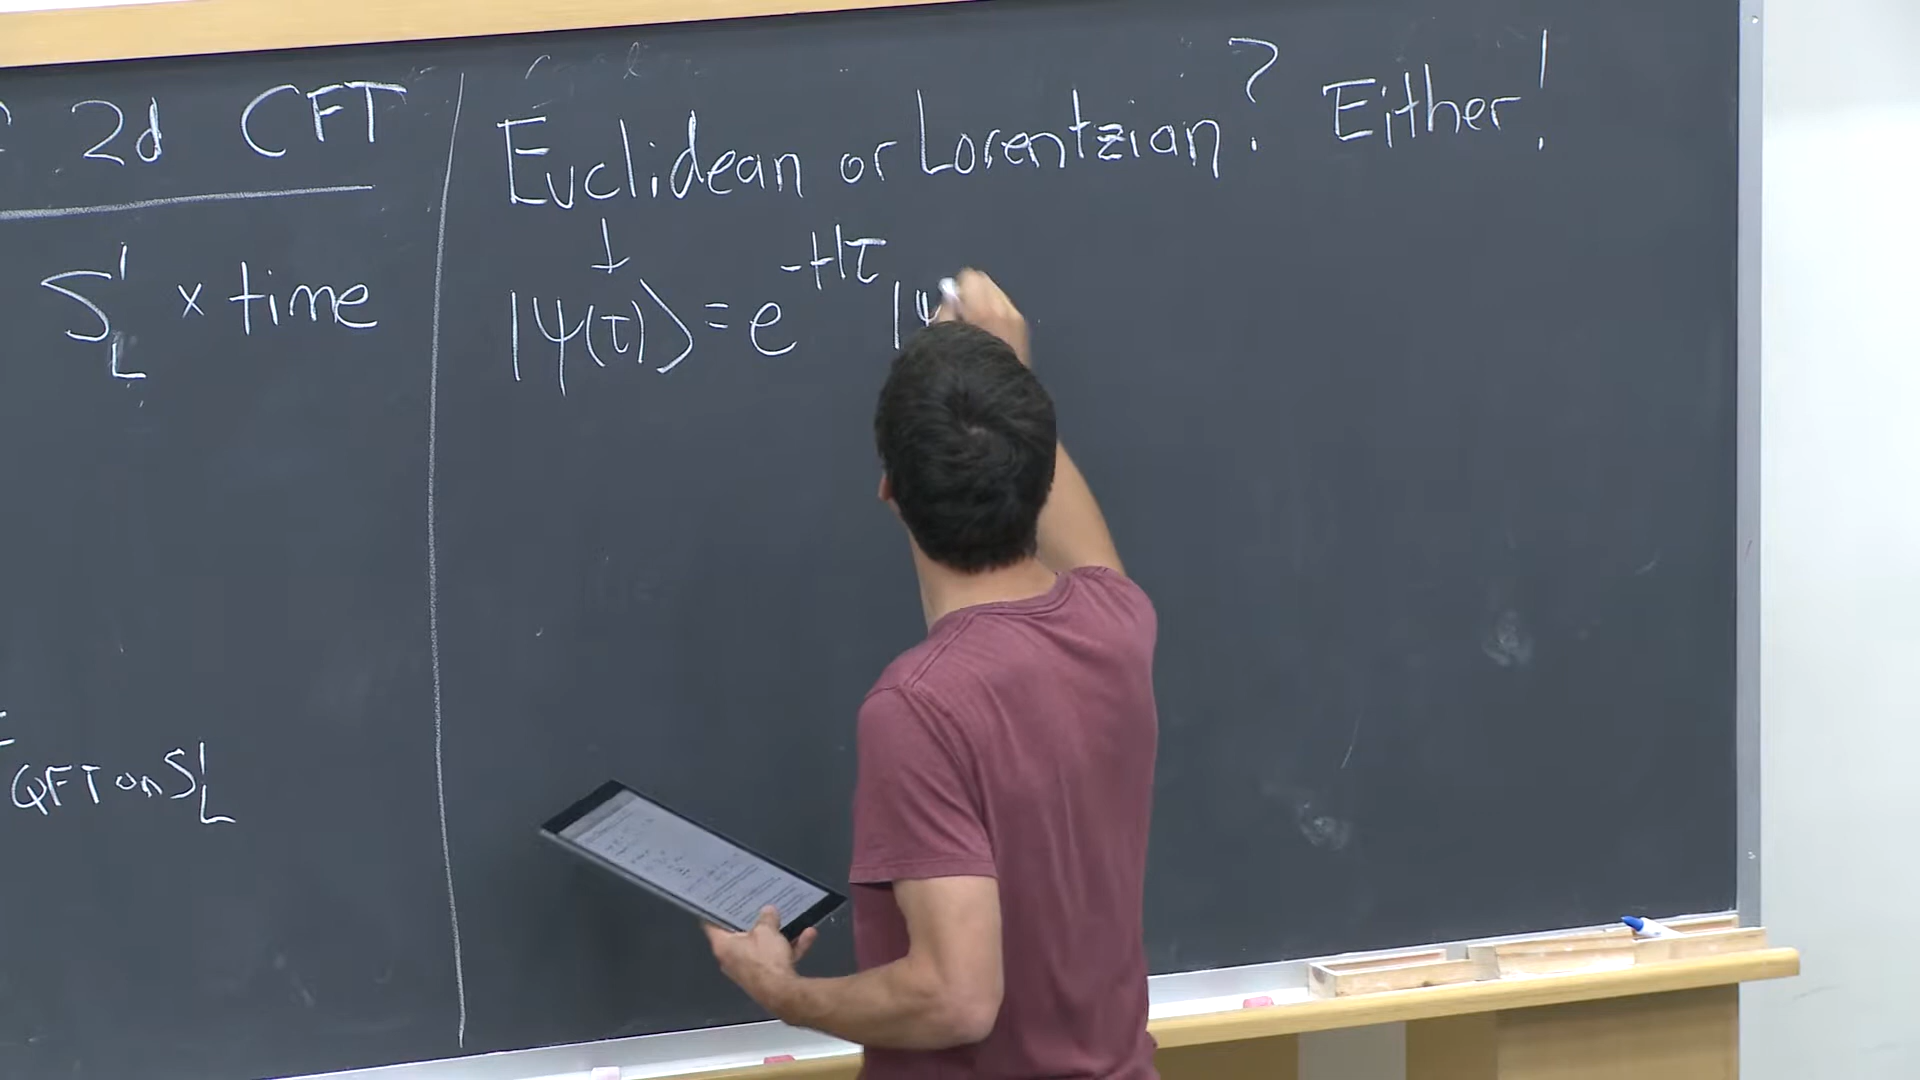 2d CFT
S¹_L × time
QFT on S¹_L
Euclidean or Lorentzian? Either!
↓
|ψ(τ)⟩ = e^{-Hτ} |ψ